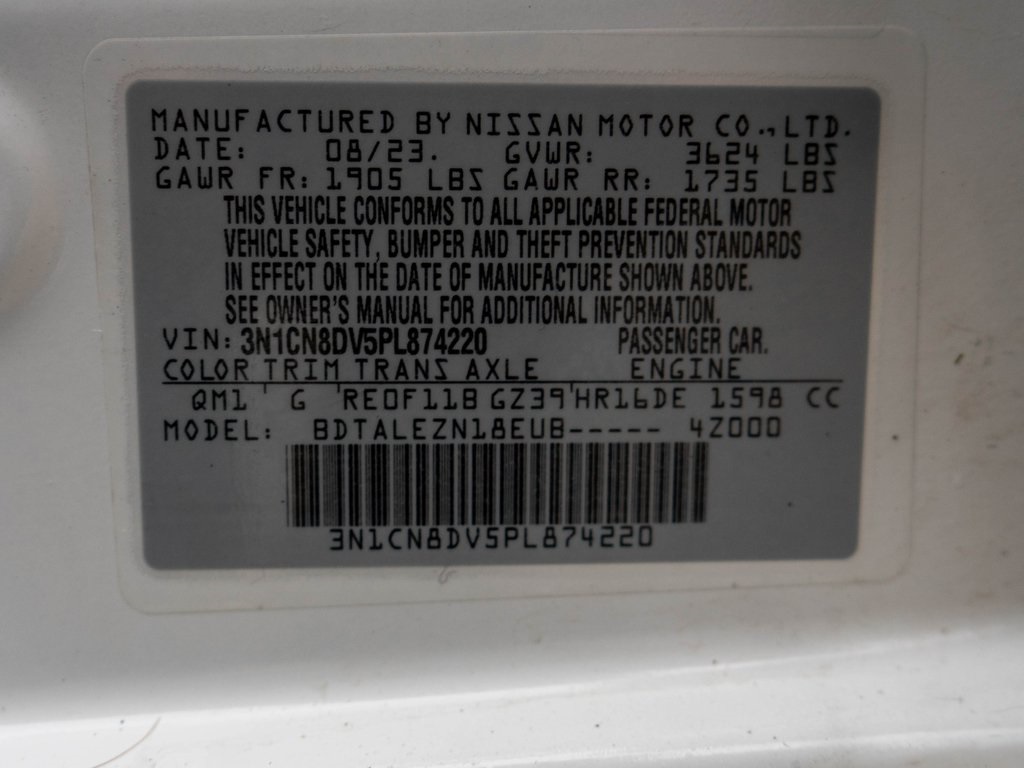 MANUFACTURED BY NISSAN MOTOR CO., LTD.
DATE: 08/23. GVWR: 3624 LBS
GAWR FR: 1905 LBS GAWR RR: 1735 LBS
THIS VEHICLE CONFORMS TO ALL APPLICABLE FEDERAL MOTOR
VEHICLE SAFETY, BUMPER AND THEFT PREVENTION STANDARDS
IN EFFECT ON THE DATE OF MANUFACTURE SHOWN ABOVE.
SEE OWNER'S MANUAL FOR ADDITIONAL INFORMATION.
VIN: 3N1CN8DV5PL874220 PASSENGER CAR.
COLOR TRIM TRANS AXLE ENGINE
QM1 G RE0F11B GZ39 HR16DE 1598 CC
MODEL: BDTALEZN18EUB----- 4Z000
3N1CN8DV5PL874220